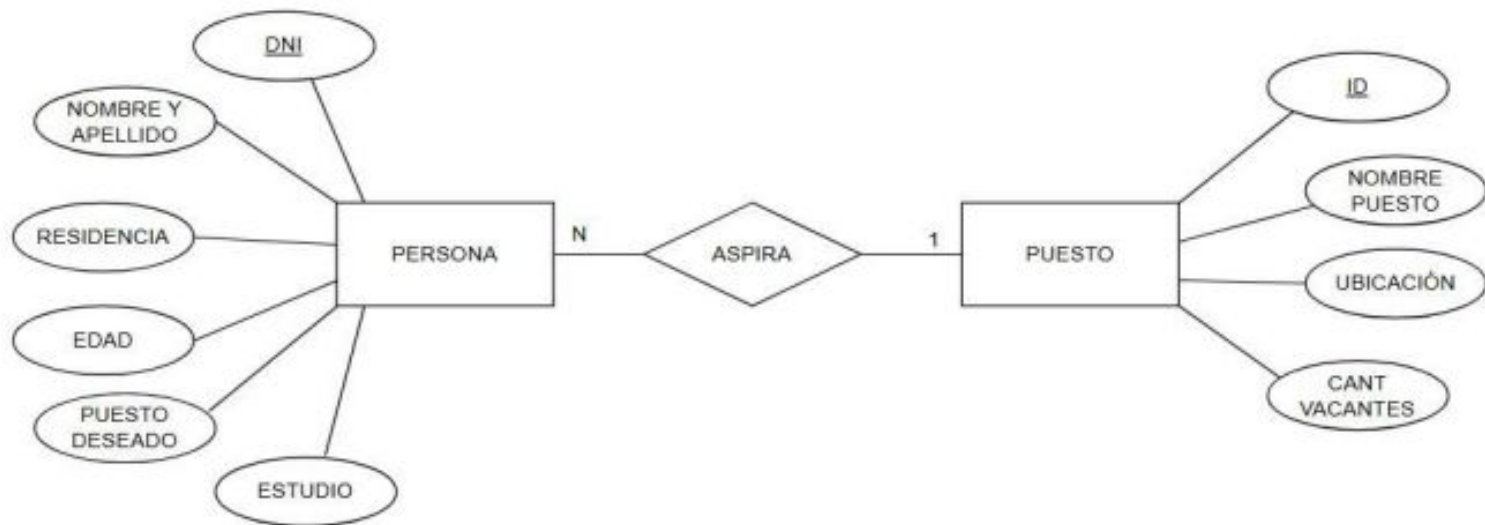 DNI
NOMBRE Y
APELLIDO
RESIDENCIA
EDAD
PUESTO
DESEADO
ESTUDIO
PERSONA
N
ASPIRA
1
PUESTO
ID
NOMBRE
PUESTO
UBICACIÓN
CANT
VACANTES